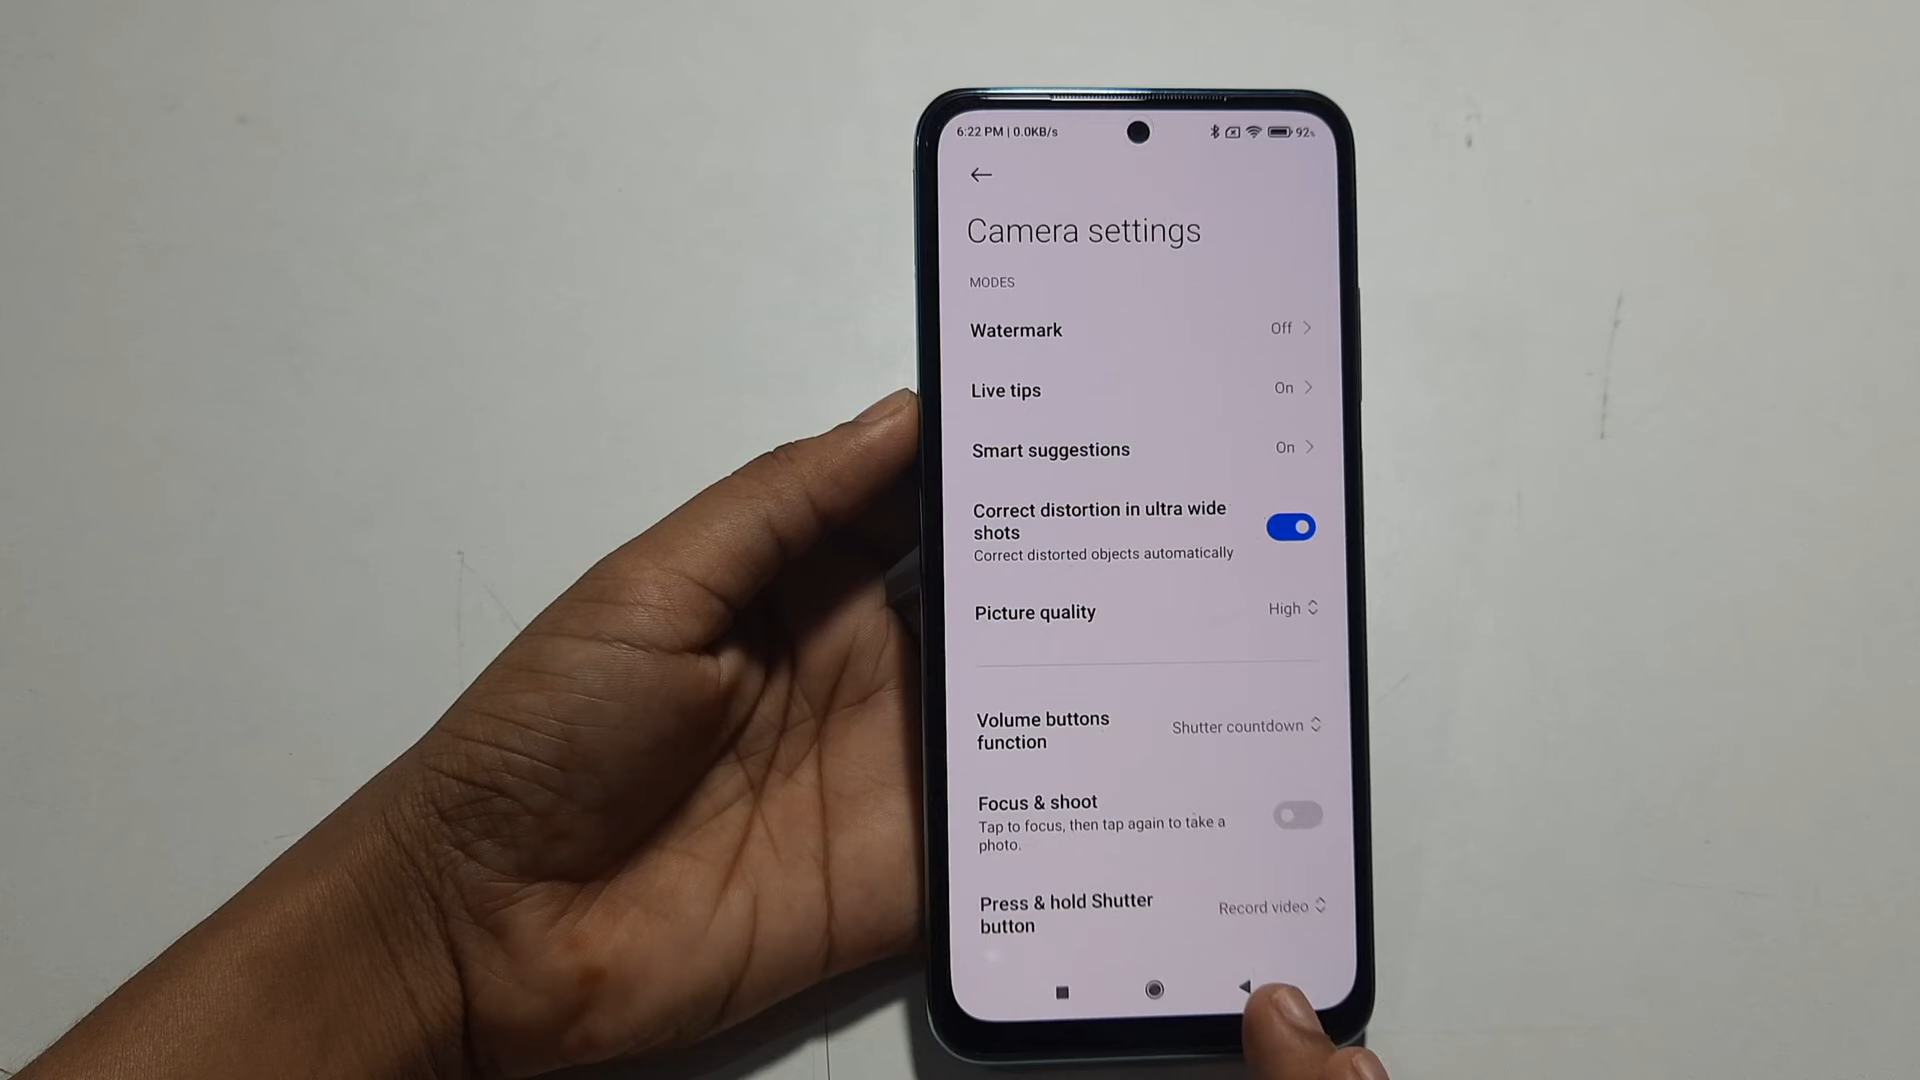 6:22 PM | 0.0KB/s
92%
Camera settings
MODES
Watermark
Off
Live tips
On
Smart suggestions
On
Correct distortion in ultra wide
shots
Correct distorted objects automatically
Picture quality
High
Volume buttons
function
Shutter countdown
Focus & shoot
Tap to focus, then tap again to take a
photo.
Press & hold Shutter
button
Record video